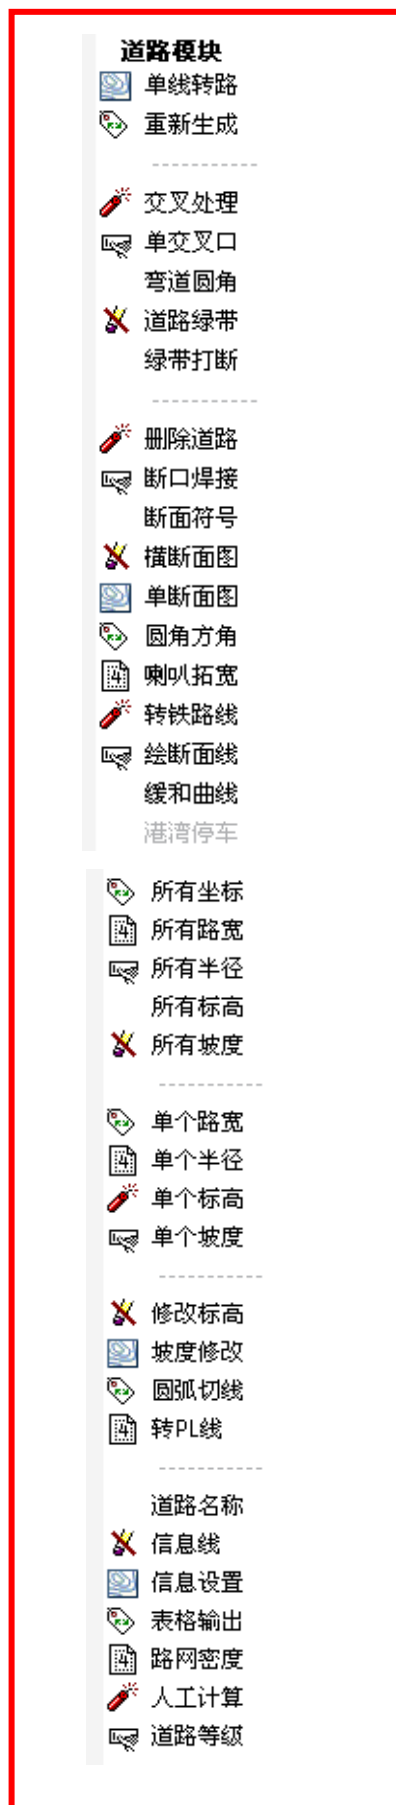 道路模块
单线转路
重新生成
-----------
交叉处理
单交叉口
弯道圆角
道路绿带
绿带打断
-----------
删除道路
断口焊接
断面符号
横断面图
单断面图
圆角方角
喇叭拓宽
转铁路线
绘断面线
缓和曲线
港湾停车
所有坐标
所有路宽
所有半径
所有标高
所有坡度
-----------
单个路宽
单个半径
单个标高
单个坡度
-----------
修改标高
坡度修改
圆弧切线
转PL线
-----------
道路名称
信息线
信息设置
表格输出
路网密度
人工计算
道路等级